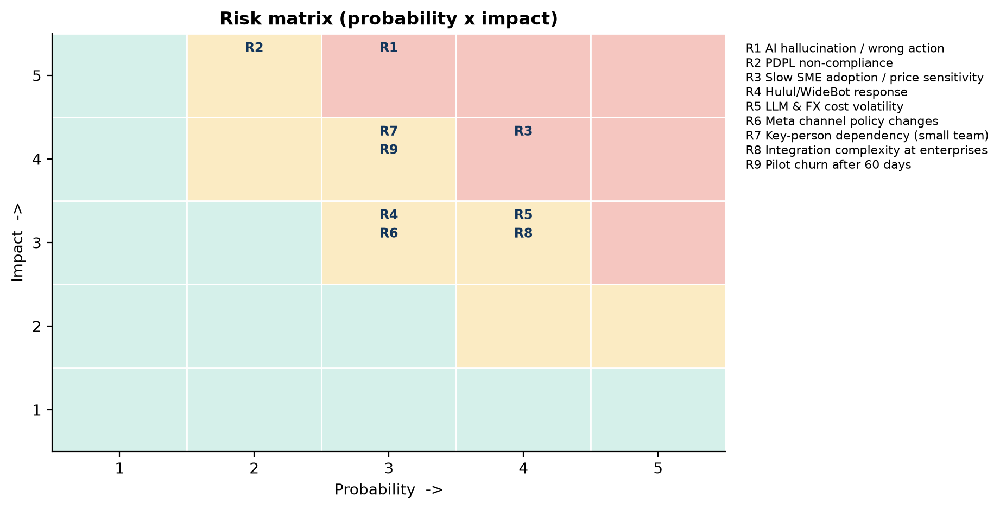 Risk matrix (probability x impact)
R2 R1
R7 R3
R9
R4 R5
R6 R8
5
4
3
2
1
Impact ->
1 2 3 4 5
Probability ->
R1 AI hallucination / wrong action
R2 PDPL non-compliance
R3 Slow SME adoption / price sensitivity
R4 Hulul/WideBot response
R5 LLM & FX cost volatility
R6 Meta channel policy changes
R7 Key-person dependency (small team)
R8 Integration complexity at enterprises
R9 Pilot churn after 60 days